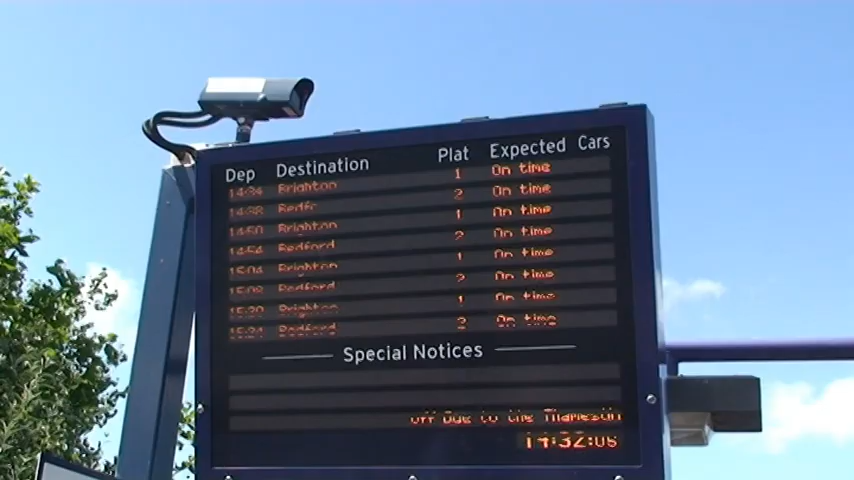 Dep Destination Plat Expected Cars
14:34 Brighton 1 On time
14:38 Bedfo 2 On time
14:50 Brighton 1 On time
14:54 Bedford 2 On time
15:04 Brighton 1 On time
15:08 Bedford 2 On time
Brighton 1 On time
15:24 Bedford 2 On time
Special Notices
off Due to the Thameslin
14:32:06